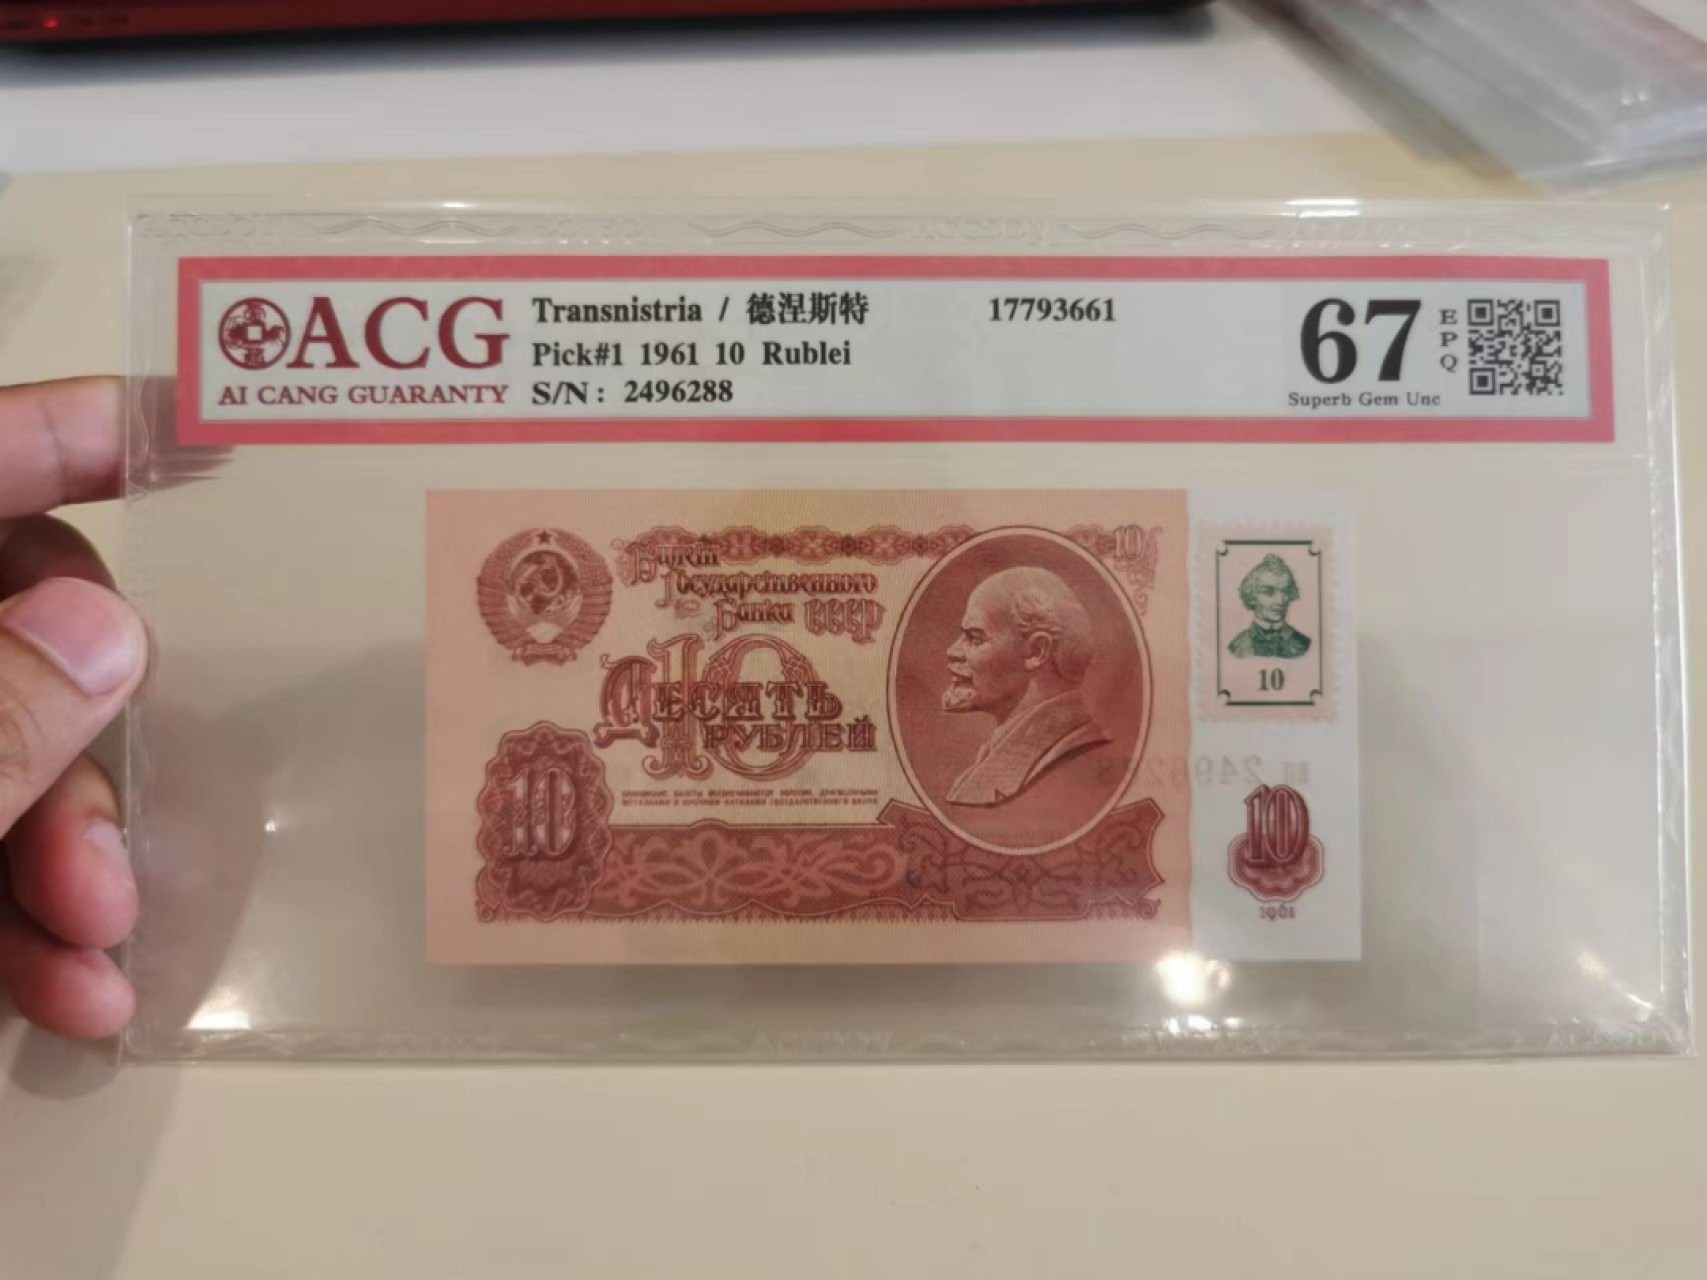 ACG
AI CANG GUARANTY
Transnistria / 德涅斯特
17793661
Pick#1 1961 10 Rublei
S/N: 2496288
67
EPQ
Superb Gem Unc
10
Билет
Государственного
Банка СССР
10
Десять
рублей
10
10
10
1961